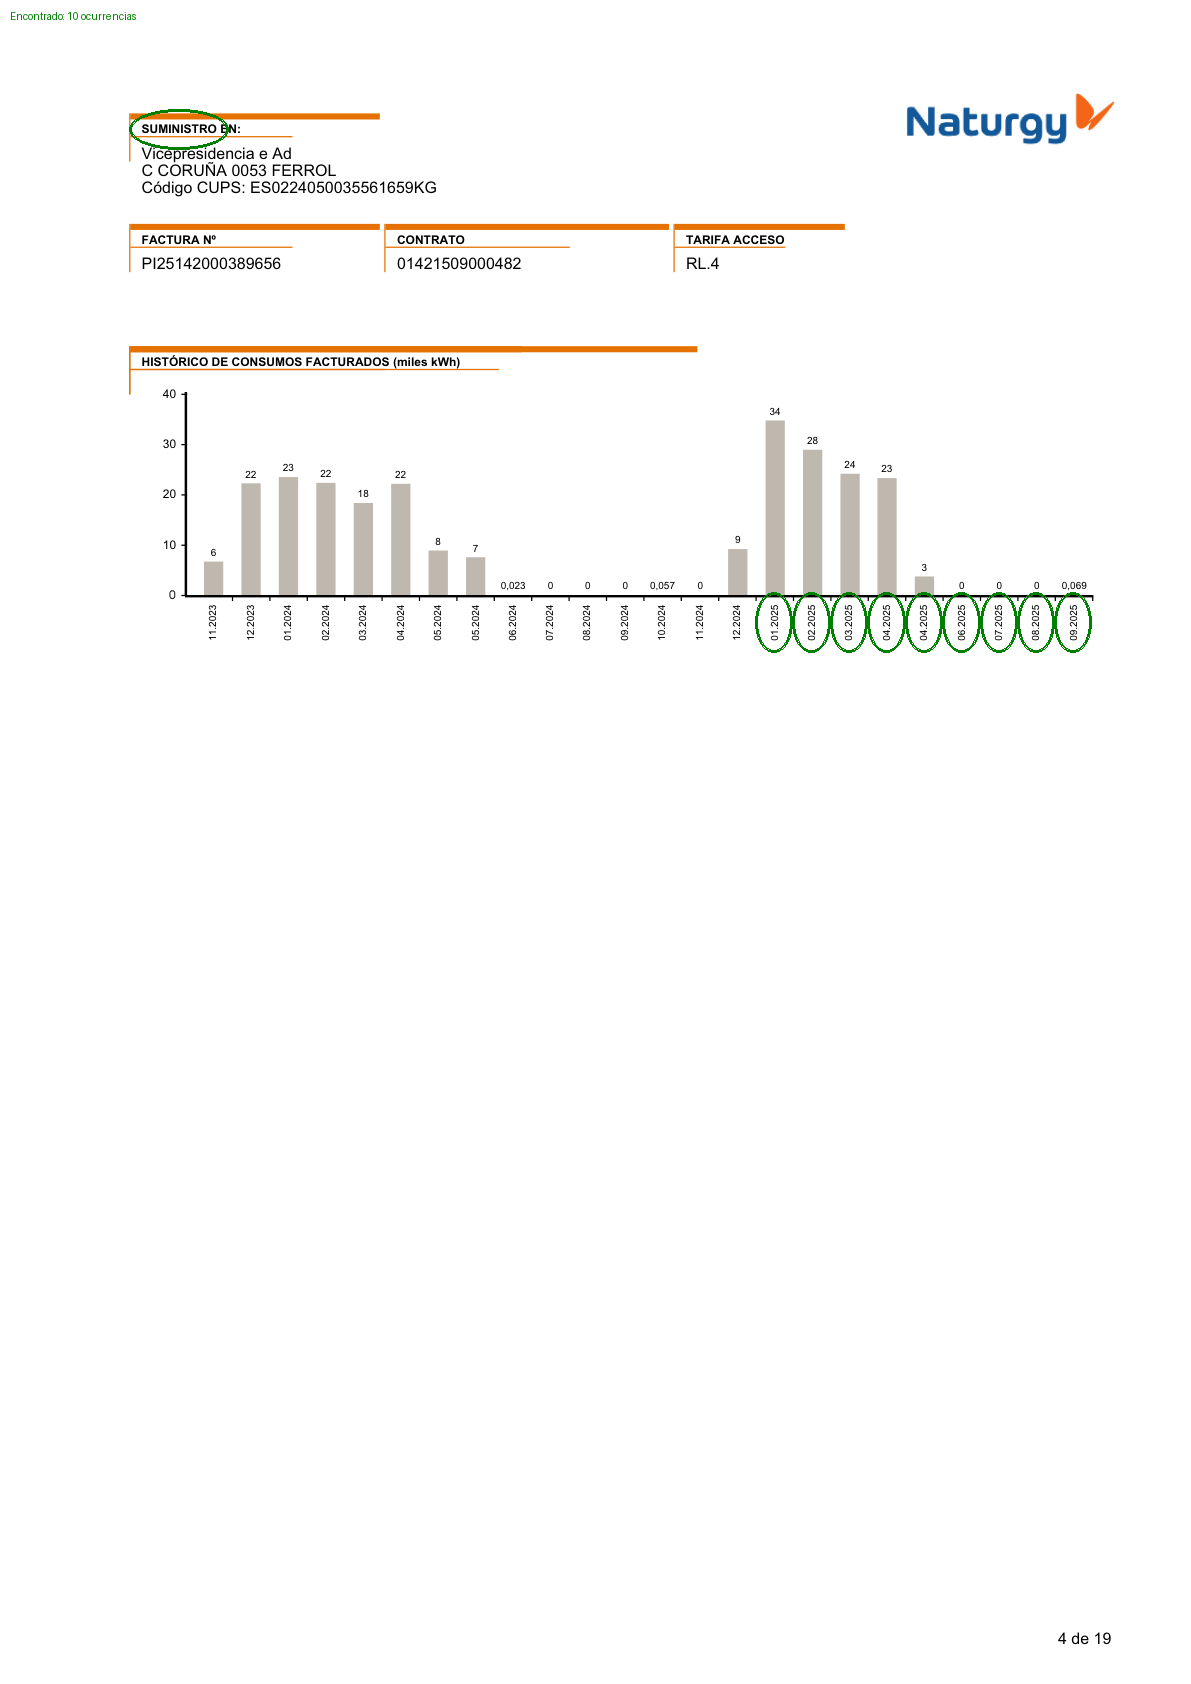 Encontrado: 10 ocurrencias
Naturgy
SUMINISTRO EN:
Vicepresidencia e Ad
C CORUÑA 0053 FERROL
Código CUPS: ES0224050035561659KG
FACTURA Nº CONTRATO TARIFA ACCESO
PI25142000389656 01421509000482 RL.4
HISTÓRICO DE CONSUMOS FACTURADOS (miles kWh)
40
30
20
10
0
6 22 23 22 18 22 8 7 0,023 0 0 0 0,057 0 9 34 28 24 23 3 0 0 0 0,069
11.2023 12.2023 01.2024 02.2024 03.2024 04.2024 05.2024 05.2024 06.2024 07.2024 08.2024 09.2024 10.2024 11.2024 12.2024 01.2025 02.2025 03.2025 04.2025 04.2025 06.2025 07.2025 08.2025 09.2025
4 de 19